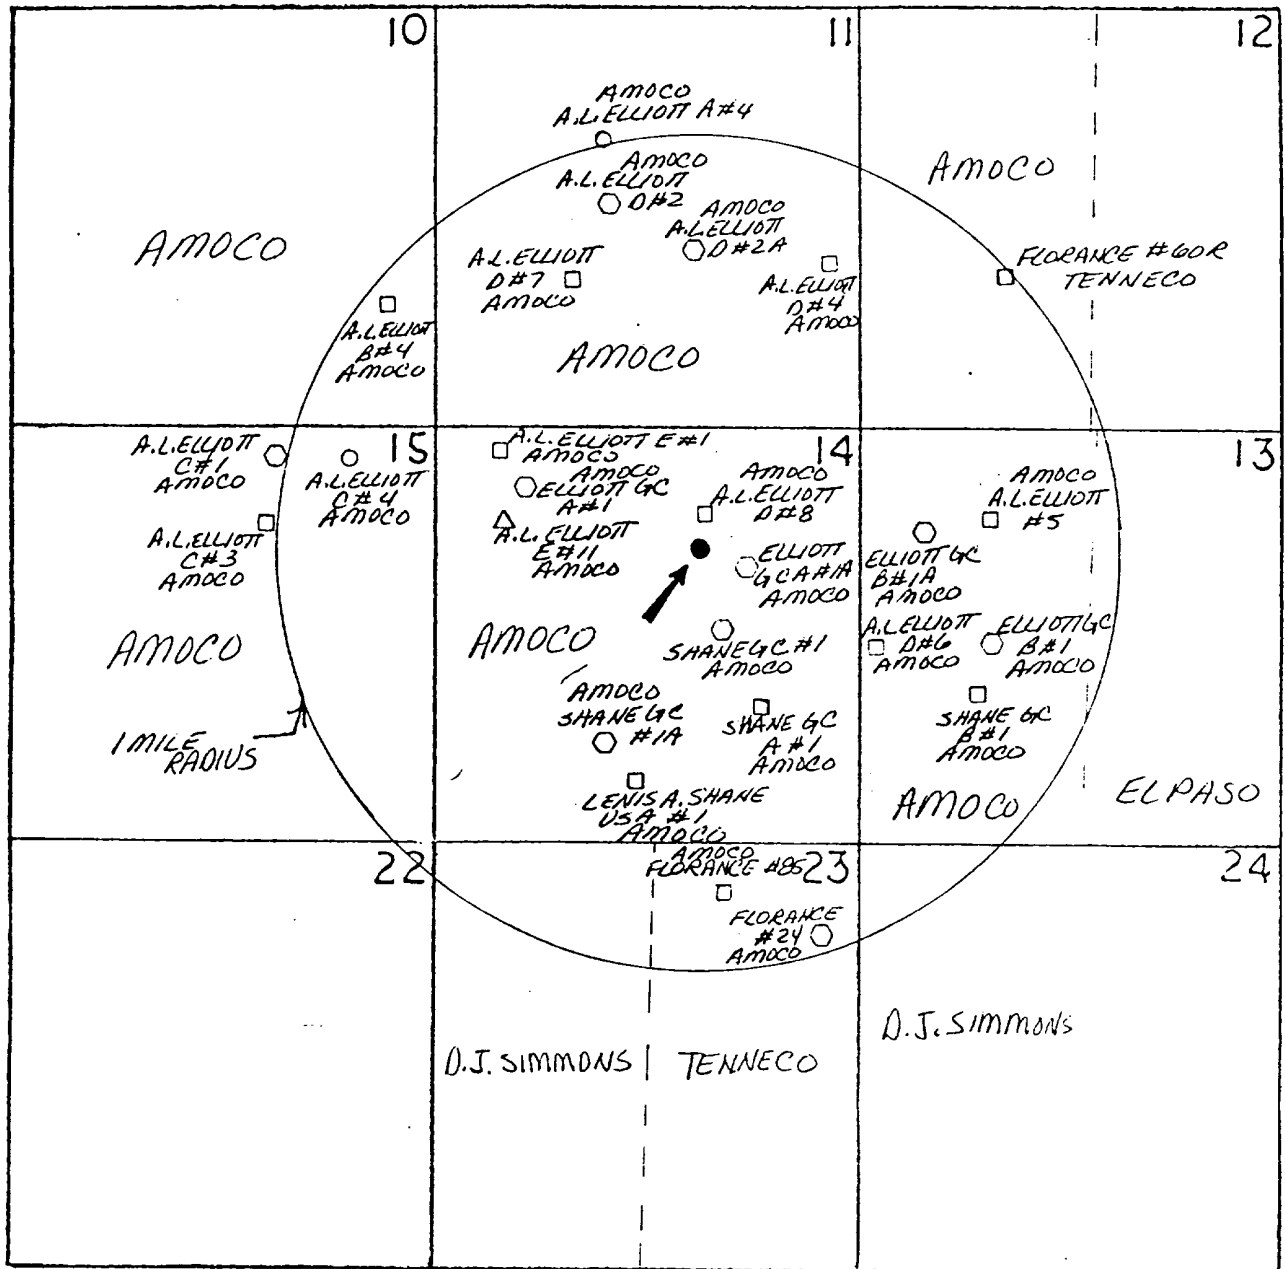 10
11
12
AMOCO
A.L.ELLIOTT A#4
AMOCO
A.L.ELLIOTT
D#2
AMOCO
A.L.ELLIOTT
D#2A
AMOCO
AMOCO
A.L.ELLIOTT
D#7
AMOCO
A.L.ELLIOTT
D#4
AMOCO
FLORANCE #60R
TENNECO
A.L.ELLIOTT
B#4
AMOCO
AMOCO
15
14
13
A.L.ELLIOTT
C#1
AMOCO
A.L.ELLIOTT
C#4
AMOCO
A.L.ELLIOTT
C#3
AMOCO
A.L.ELLIOTT E#1
AMOCO
AMOCO
ELLIOTT GC
A#1
A.L.ELLIOTT
E#11
AMOCO
AMOCO
A.L.ELLIOTT
D#8
ELLIOTT
GC A#1A
AMOCO
AMOCO
A.L.ELLIOTT
#5
ELLIOTT GC
B#1A
AMOCO
AMOCO
AMOCO
SHANE GC #1
AMOCO
A.L.ELLIOTT
D#6
AMOCO
ELLIOTT GC
B#1
AMOCO
AMOCO
SHANE GC
#1A
SHANE GC
A#1
AMOCO
SHANE GC
B#1
AMOCO
1 MILE
RADIUS
LENIS A. SHANE
USA #1
AMOCO
AMOCO
EL PASO
22
23
24
AMOCO
FLORANCE #85
FLORANCE
#24
AMOCO
D.J. SIMMONS
TENNECO
D.J. SIMMONS